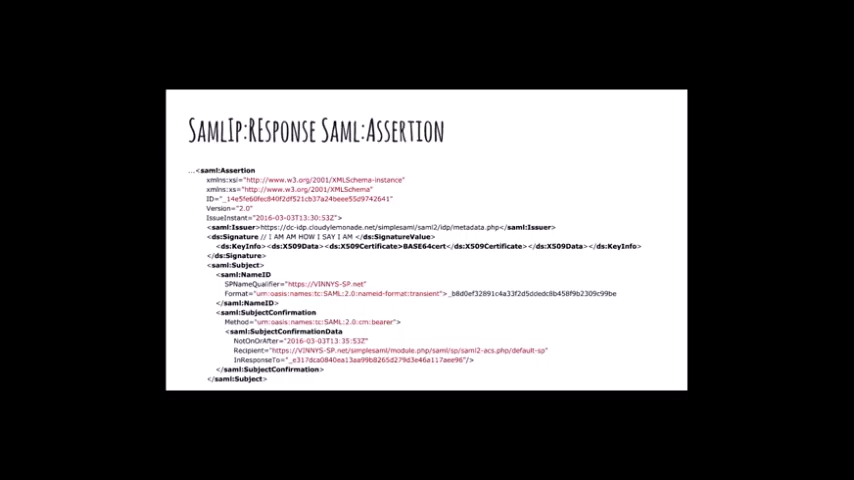 SamlIp:REsponse Saml:Assertion
...<saml:Assertion
xmlns:xsi="http://www.w3.org/2001/XMLSchema-instance"
xmlns:xs="http://www.w3.org/2001/XMLSchema"
ID="_14e5fe60fec840f2df521cb37a24beee55d9742641"
Version="2.0"
IssueInstant="2016-03-03T13:30:53Z">
<saml:Issuer>https://dc-idp.cloudylemonade.net/simplesaml/saml2/idp/metadata.php</saml:Issuer>
<ds:Signature // I AM AM HOW I SAY I AM </ds:SignatureValue>
<ds:KeyInfo><ds:X509Data><ds:X509Certificate>BASE64cert</ds:X509Certificate></ds:X509Data></ds:KeyInfo>
</ds:Signature>
<saml:Subject>
<saml:NameID
SPNameQualifier="https://VINNYS-SP.net"
Format="urn:oasis:names:tc:SAML:2.0:nameid-format:transient">_b8d0ef32891c4a33f2d5ddedc8b458f9b2309c99be
</saml:NameID>
<saml:SubjectConfirmation
Method="urn:oasis:names:tc:SAML:2.0:cm:bearer">
<saml:SubjectConfirmationData
NotOnOrAfter="2016-03-03T13:35:53Z"
Recipient="https://VINNYS-SP.net/simplesaml/module.php/saml/sp/saml2-acs.php/default-sp"
InResponseTo="_e317dca0840ea13aa99b8265d279d3e46a117aee96"/>
</saml:SubjectConfirmation>
</saml:Subject>